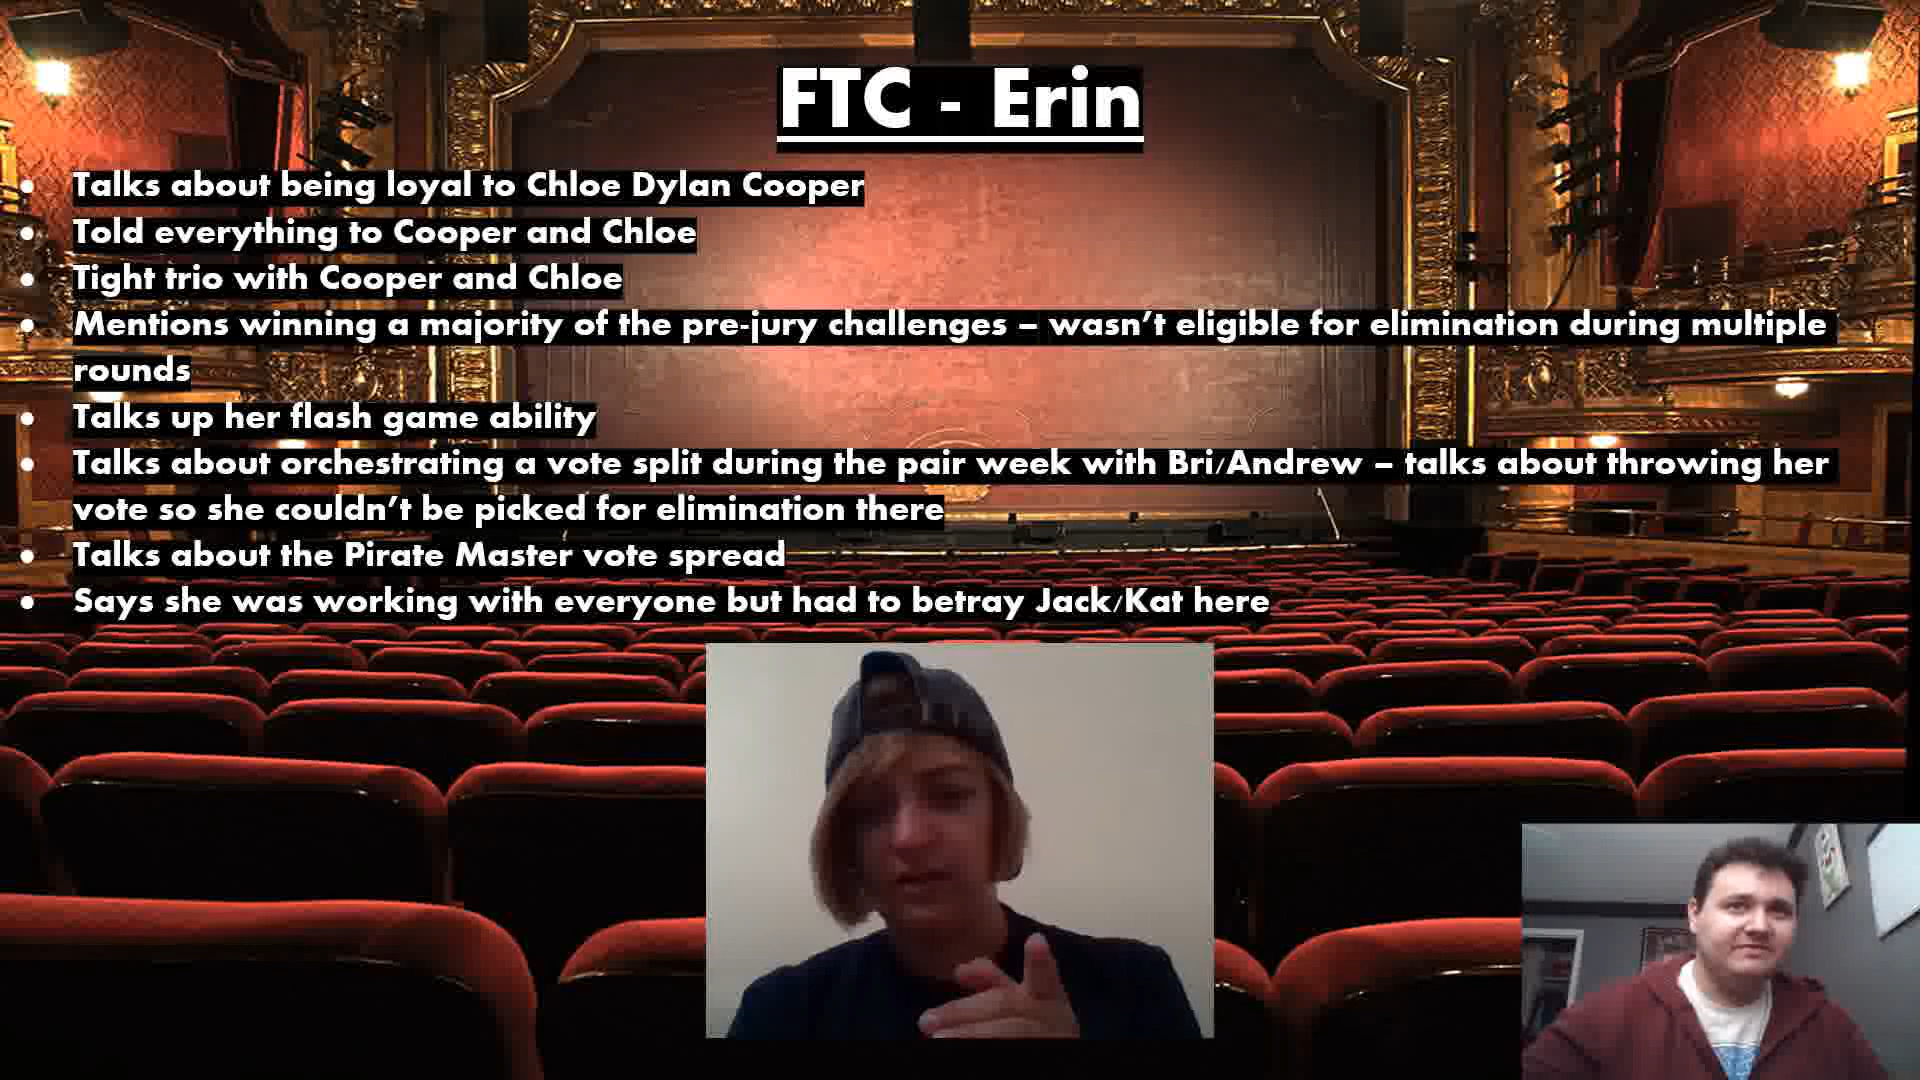 FTC - Erin
• Talks about being loyal to Chloe Dylan Cooper
• Told everything to Cooper and Chloe
• Tight trio with Cooper and Chloe
• Mentions winning a majority of the pre-jury challenges – wasn’t eligible for elimination during multiple
rounds
• Talks up her flash game ability
• Talks about orchestrating a vote split during the pair week with Bri/Andrew – talks about throwing her
vote so she couldn’t be picked for elimination there
• Talks about the Pirate Master vote spread
• Says she was working with everyone but had to betray Jack/Kat here